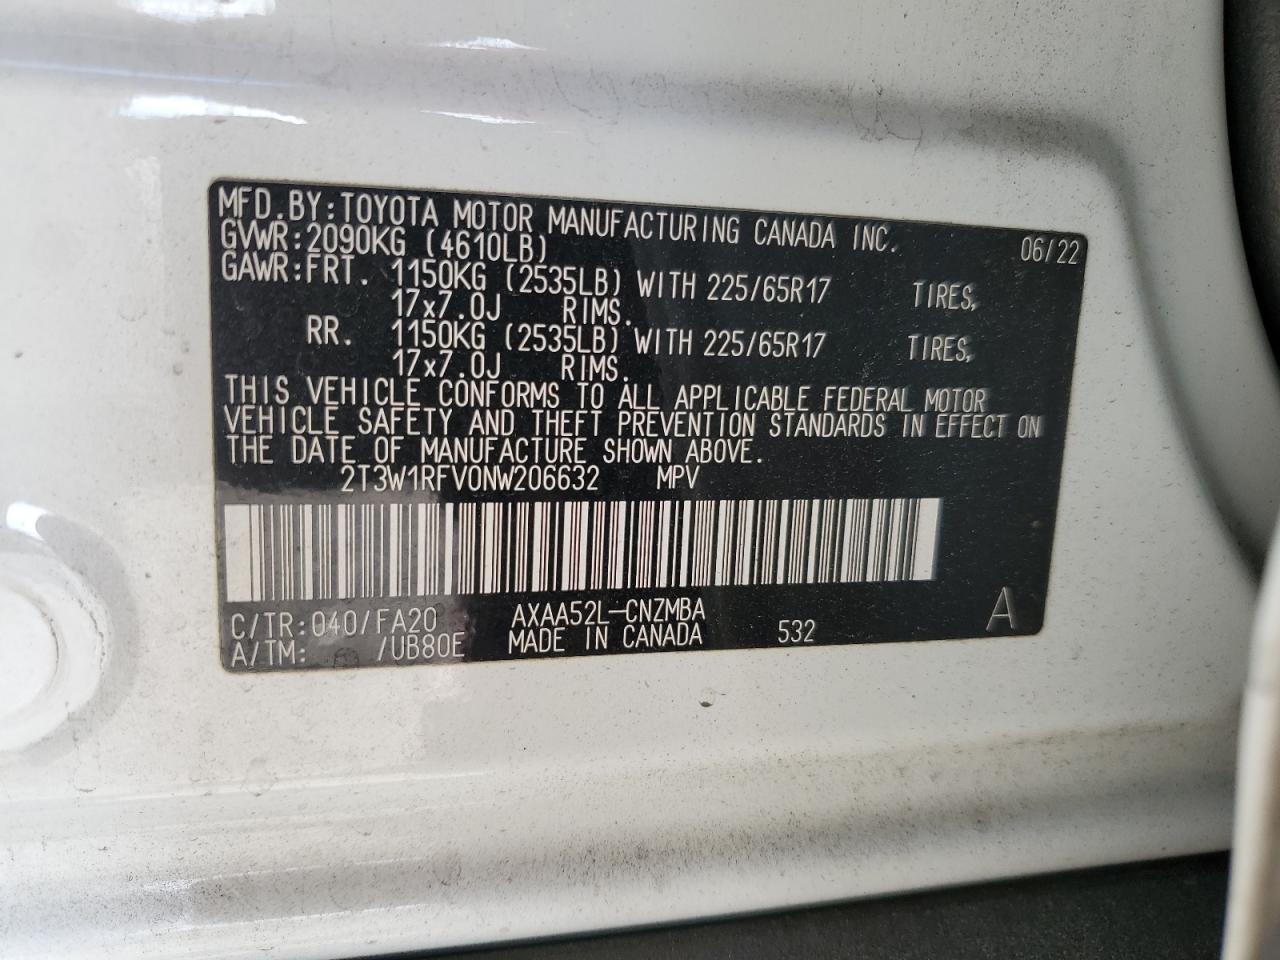 MFD.BY:TOYOTA MOTOR MANUFACTURING CANADA INC. 06/22
GVWR:2090KG (4610LB)
GAWR:FRT. 1150KG (2535LB) WITH 225/65R17 TIRES,
17x7.0J RIMS.
RR. 1150KG (2535LB) WITH 225/65R17 TIRES,
17x7.0J RIMS.
THIS VEHICLE CONFORMS TO ALL APPLICABLE FEDERAL MOTOR
VEHICLE SAFETY AND THEFT PREVENTION STANDARDS IN EFFECT ON
THE DATE OF MANUFACTURE SHOWN ABOVE.
2T3W1RFV0NW206632 MPV
C/TR:040/FA20 AXAA52L-CNZMBA A
A/TM: /UB80E MADE IN CANADA 532